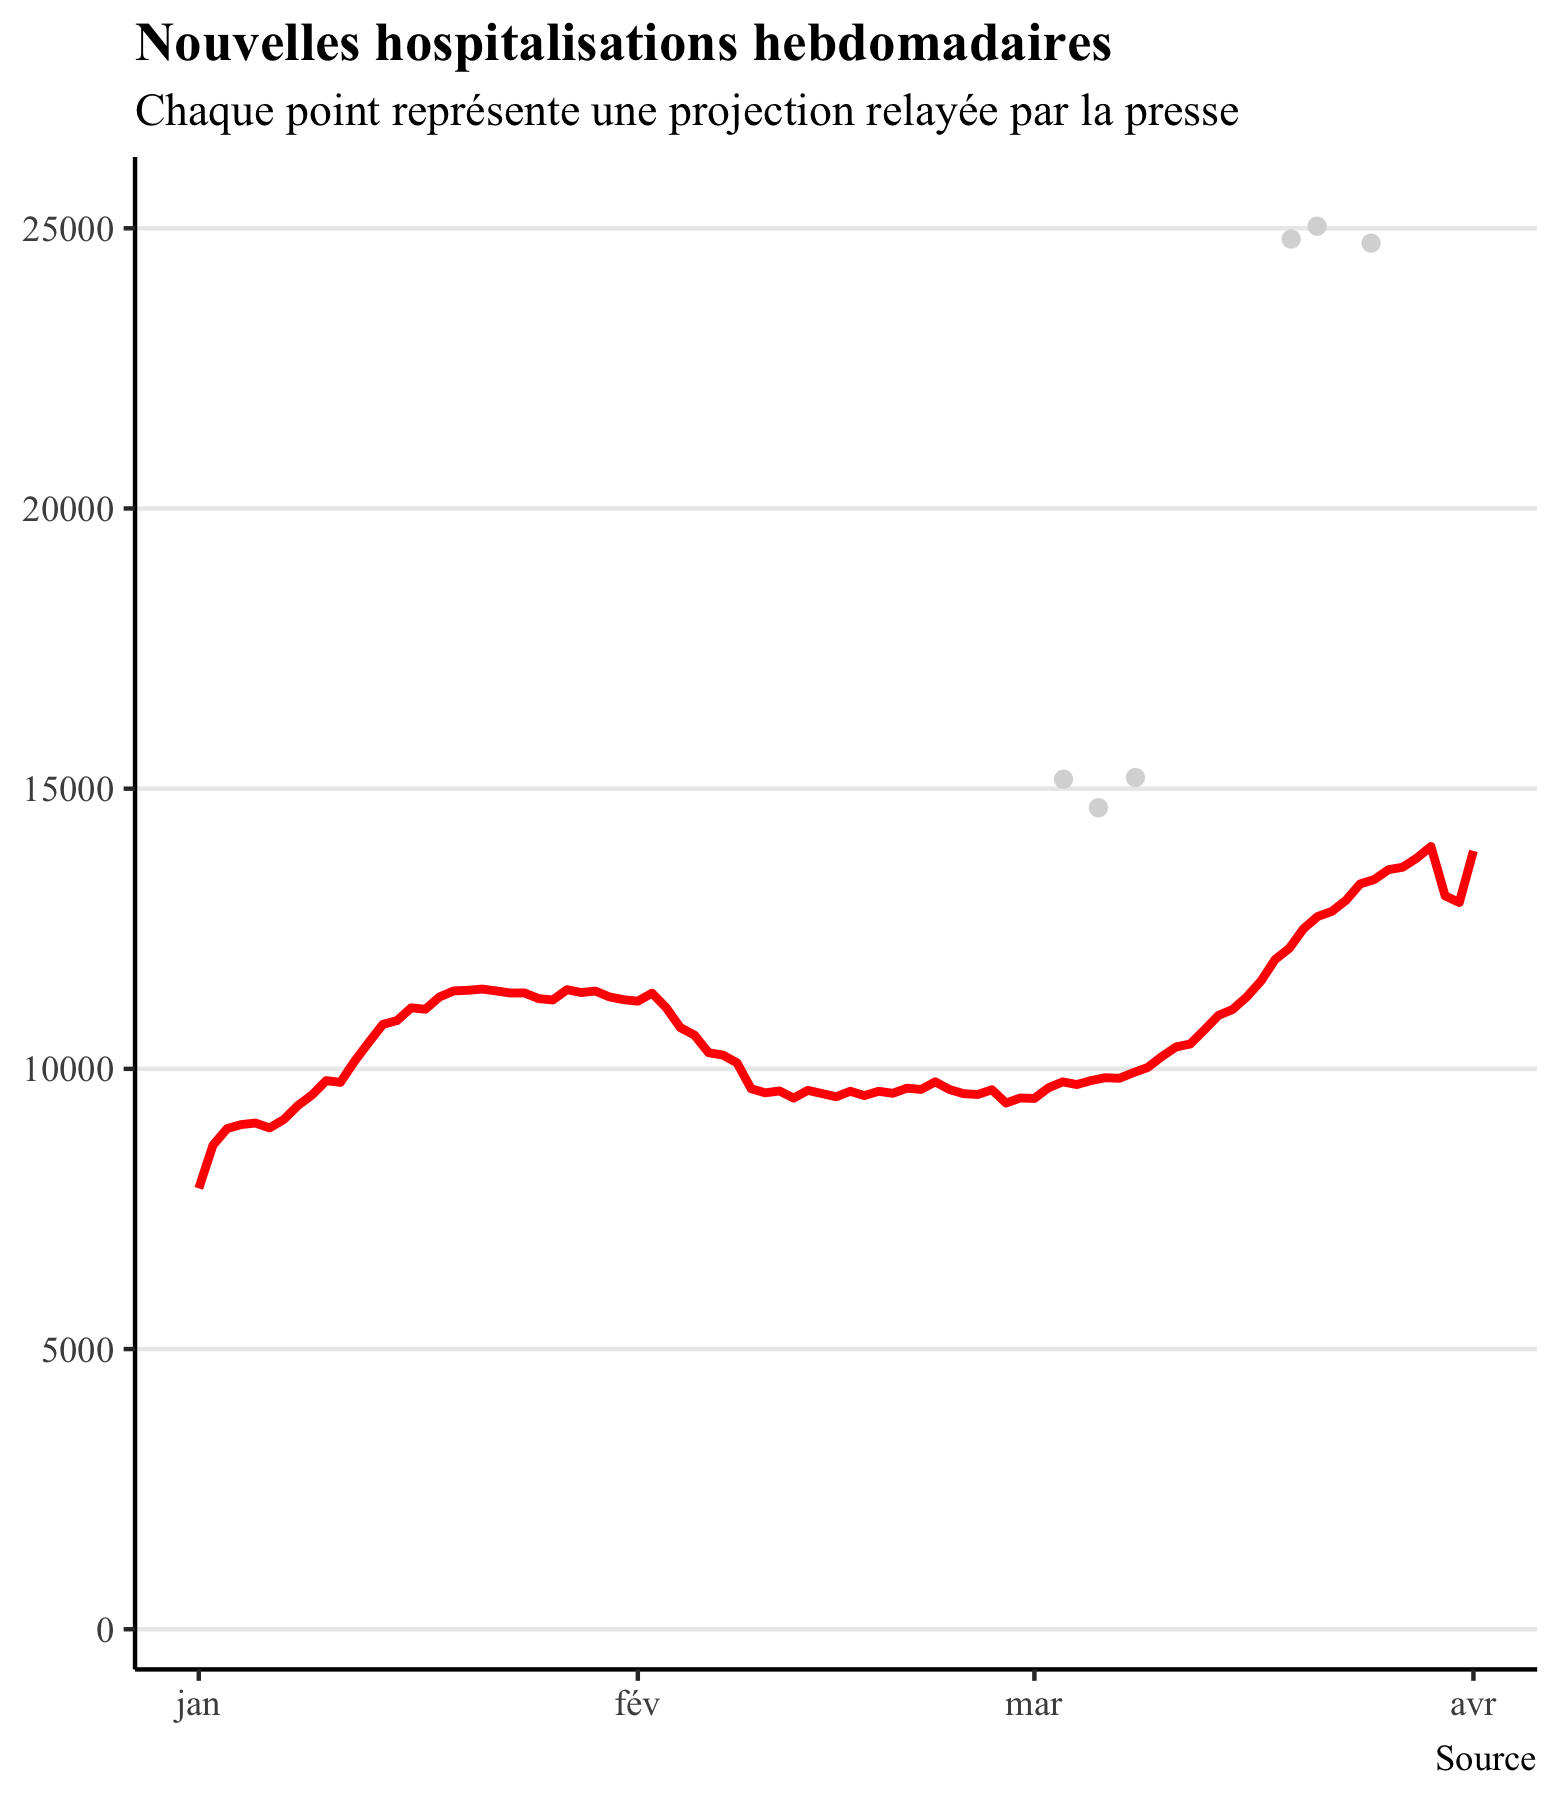 Nouvelles hospitalisations hebdomadaires
Chaque point représente une projection relayée par la presse
25000
20000
15000
10000
5000
0
jan fév mar avr
Source